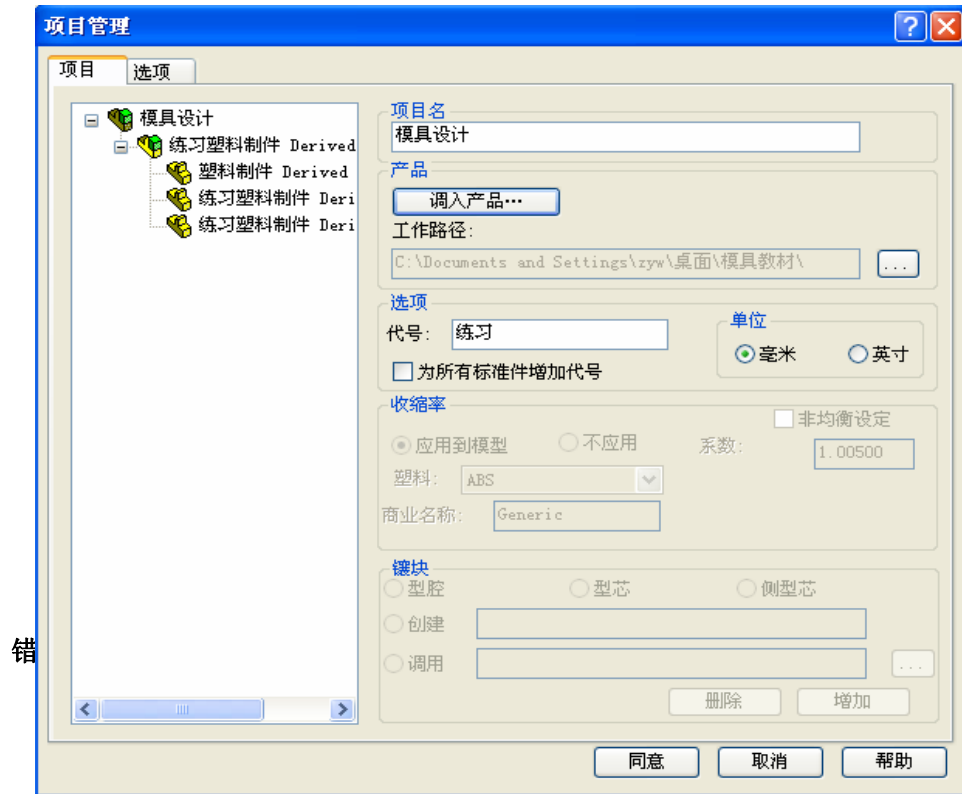 项目管理
项目 选项
模具设计
练习塑料制件 Derived
塑料制件 Derived
练习塑料制件 Deri
练习塑料制件 Deri
项目名
模具设计
产品
调入产品…
工作路径:
C:\Documents and Settings\zyw\桌面\模具教材\
...
选项
代号: 练习
为所有标准件增加代号
单位
毫米 英寸
收缩率
非均衡设定
应用到模型 不应用 系数: 1.00500
塑料: ABS
商业名称: Generic
镶块
型腔 型芯 侧型芯
创建
调用 ...
删除 增加
错
同意 取消 帮助